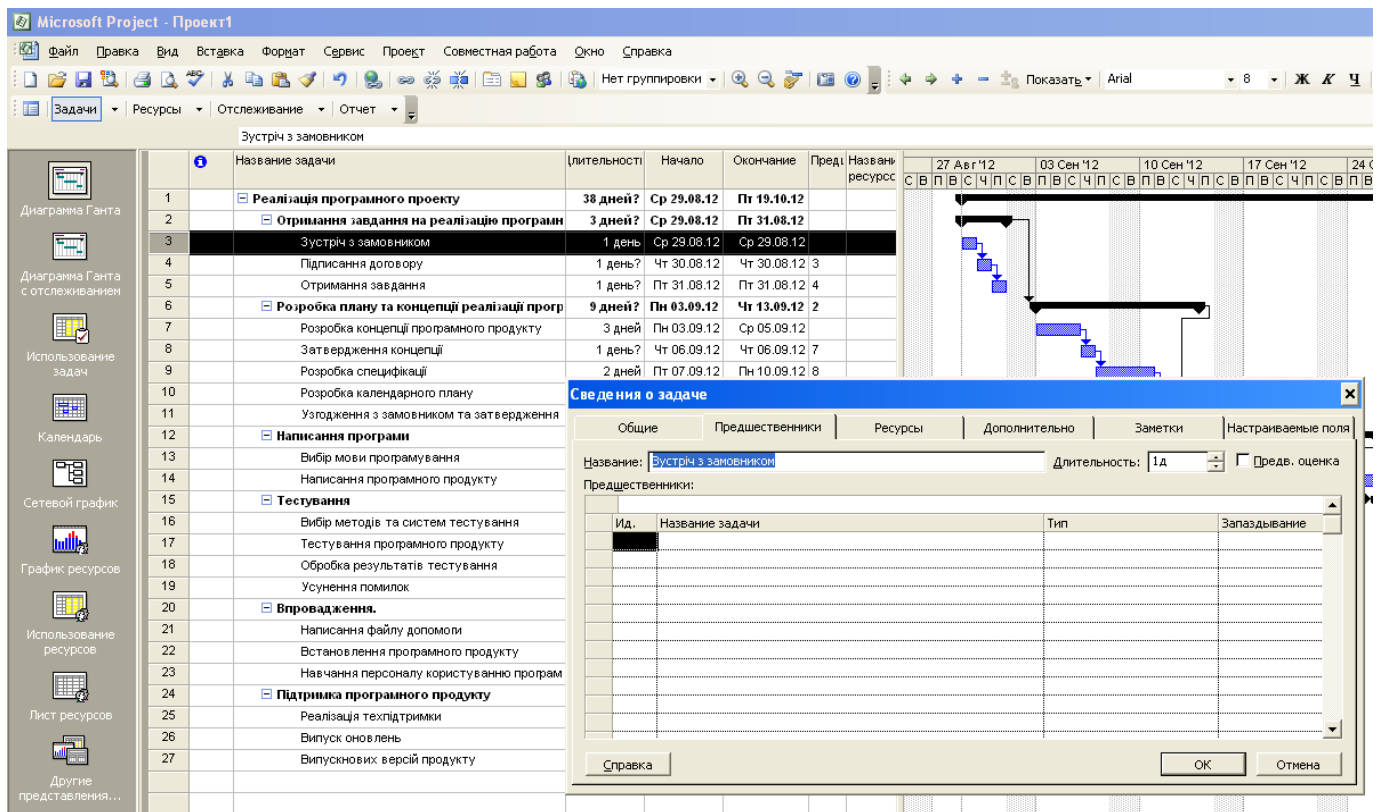 Microsoft Project - Проект1
Файл Правка Вид Вставка Формат Сервис Проект Совместная работа Окно Справка
Нет группировки Показать Arial 8 Ж К Ч
Задачи Ресурсы Отслеживание Отчет
Зустріч з замовником
Название задачи Длительность Начало Окончание Предш Названи ресурсс 27 Авг '12 03 Сен '12 10 Сен '12 17 Сен '12 24 С
С В П В С Ч П С В П В С Ч П С В П В С Ч П С В П В С Ч П С В П В
1 Реалізація програмного проекту 38 дней? Ср 29.08.12 Пт 19.10.12
2 Отримання завдання на реалізацію програмн 3 дней? Ср 29.08.12 Пт 31.08.12
3 Зустріч з замовником 1 день Ср 29.08.12 Ср 29.08.12
4 Підписання договору 1 день? Чт 30.08.12 Чт 30.08.12 3
5 Отримання завдання 1 день? Пт 31.08.12 Пт 31.08.12 4
6 Розробка плану та концепції реалізації прогр 9 дней? Пн 03.09.12 Чт 13.09.12 2
7 Розробка концепції програмного продукту 3 дней Пн 03.09.12 Ср 05.09.12
8 Затвердження концепції 1 день? Чт 06.09.12 Чт 06.09.12 7
9 Розробка специфікації 2 дней Пт 07.09.12 Пн 10.09.12 8
10 Розробка календарного плану
11 Узгодження з замовником та затвердження
12 Написання програми
13 Вибір мови програмування
14 Написання програмного продукту
15 Тестування
16 Вибір методів та систем тестування
17 Тестування програмного продукту
18 Обробка результатів тестування
19 Усунення помилок
20 Впровадження.
21 Написання файлу допомоги
22 Встановлення програмного продукту
23 Навчання персоналу користуванню програм
24 Підтримка програмного продукту
25 Реалізація техпідтримки
26 Випуск оновлень
27 Випускнових версій продукту
Диаграмма Ганта
Диаграмма Ганта
с отслеживанием
Использование
задач
Календарь
Сетевой график
График ресурсов
Использование
ресурсов
Лист ресурсов
Другие
представления...
Сведения о задаче
Общие Предшественники Ресурсы Дополнительно Заметки Настраиваемые поля
Название: Зустріч з замовником Длительность: 1д Предв. оценка
Предшественники:
Ид. Название задачи Тип Запаздывание
Справка ОК Отмена